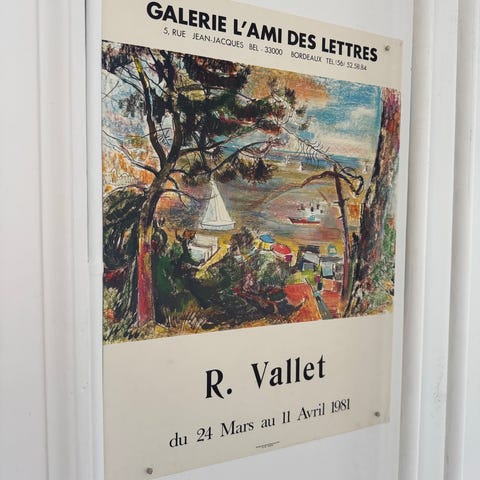 GALERIE L'AMI DES LETTRES
5, RUE JEAN-JACQUES BEL - 33000 BORDEAUX TEL. (56) 52.58.84
R. Vallet
du 24 Mars au 11 Avril 1981